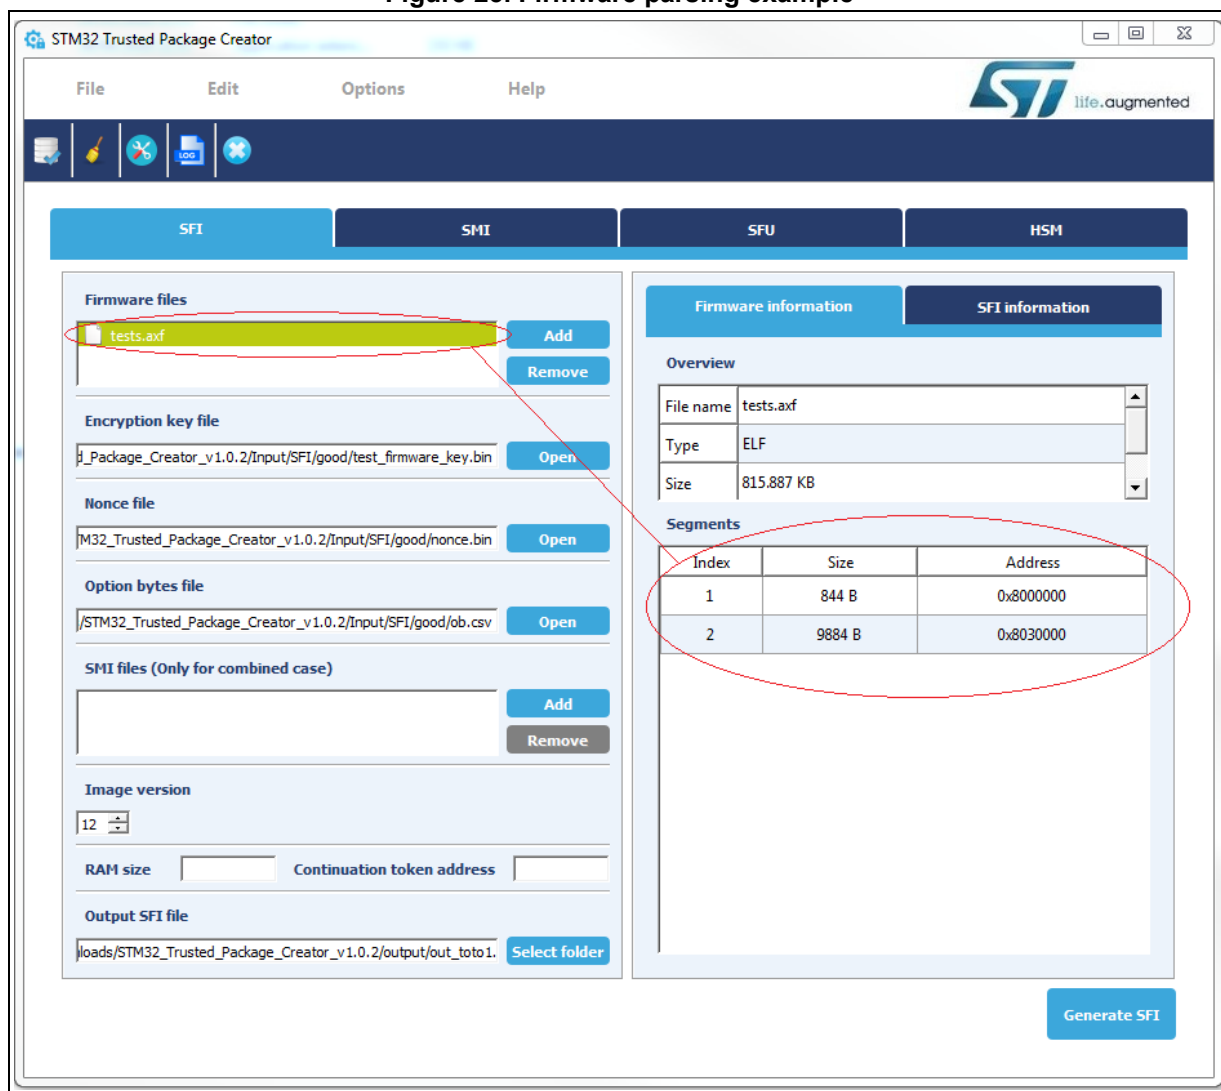 STM32 Trusted Package Creator
File Edit Options Help
life.augmented
LOG
SFI SMI SFU HSM
Firmware files
tests.axf
Add
Remove
Encryption key file
d_Package_Creator_v1.0.2/Input/SFI/good/test_firmware_key.bin Open
Nonce file
TM32_Trusted_Package_Creator_v1.0.2/Input/SFI/good/nonce.bin Open
Option bytes file
/STM32_Trusted_Package_Creator_v1.0.2/Input/SFI/good/ob.csv Open
SMI files (Only for combined case)
Add
Remove
Image version
12
RAM size Continuation token address
Output SFI file
loads/STM32_Trusted_Package_Creator_v1.0.2/output/out_toto1. Select folder
Firmware information SFI information
Overview
File name tests.axf
Type ELF
Size 815.887 KB
Segments
Index Size Address
1 844 B 0x8000000
2 9884 B 0x8030000
Generate SFI